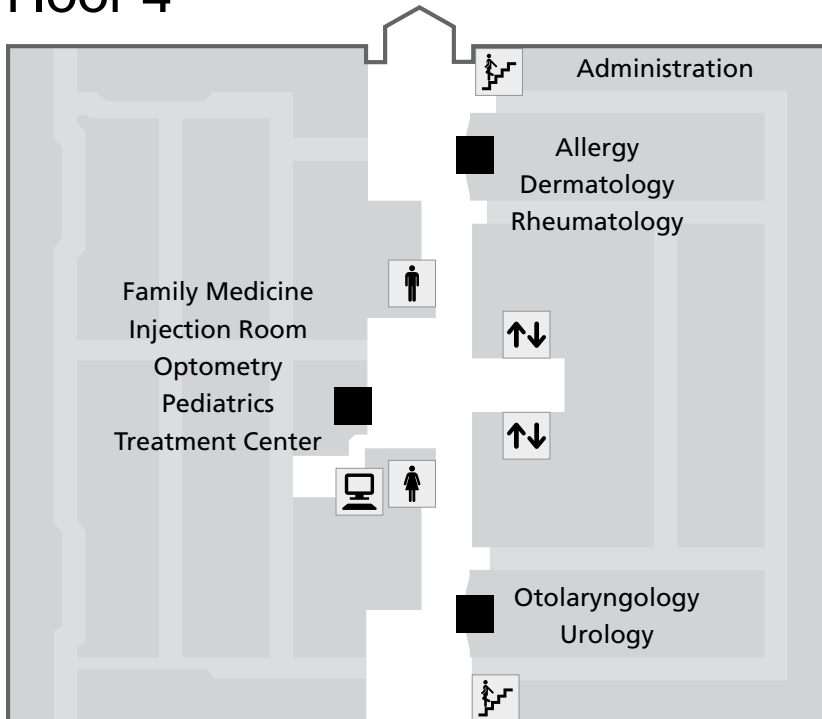 Floor 4
Administration
Allergy
Dermatology
Rheumatology
Family Medicine
Injection Room
Optometry
Pediatrics
Treatment Center
Otolaryngology
Urology